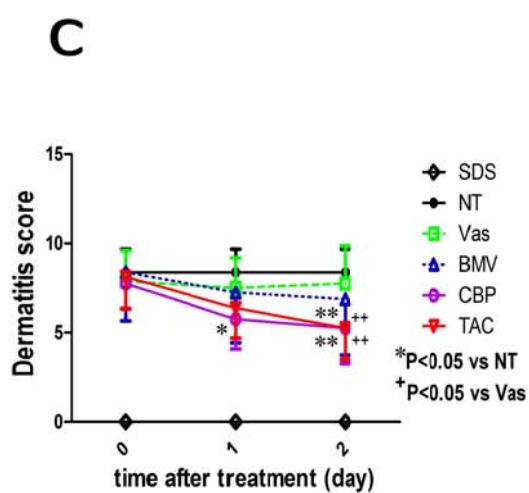 C
Dermatitis score
15
10
5
0
* ** ++
** ++
0 1 2
time after treatment (day)
SDS
NT
Vas
BMV
CBP
TAC
*P<0.05 vs NT
+P<0.05 vs Vas